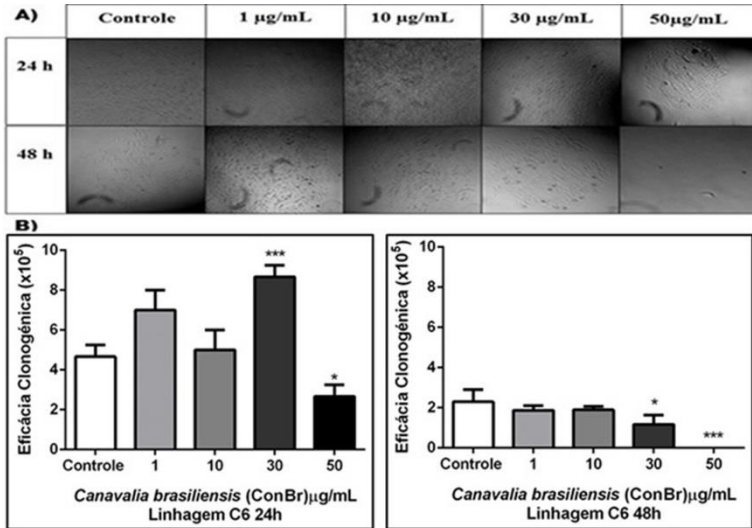 A) Controle 1 µg/mL 10 µg/mL 30 µg/mL 50µg/mL
24 h
48 h
B)
Eficácia Clonogénica (x10⁵)
10
8
6
4
2
0
***
*
Controle 1 10 30 50
Canavalia brasiliensis (ConBr)µg/mL
Linhagem C6 24h
Eficácia Clonogénica (x10⁵)
10
8
6
4
2
0
*
***
Controle 1 10 30 50
Canavalia brasiliensis (ConBr)µg/mL
Linhagem C6 48h